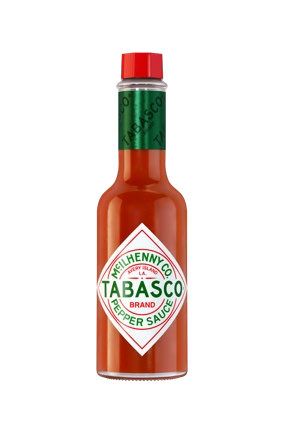 TABASCO
McILHENNY CO.
AVERY ISLAND
LA.
TABASCO
BRAND
PEPPER SAUCE